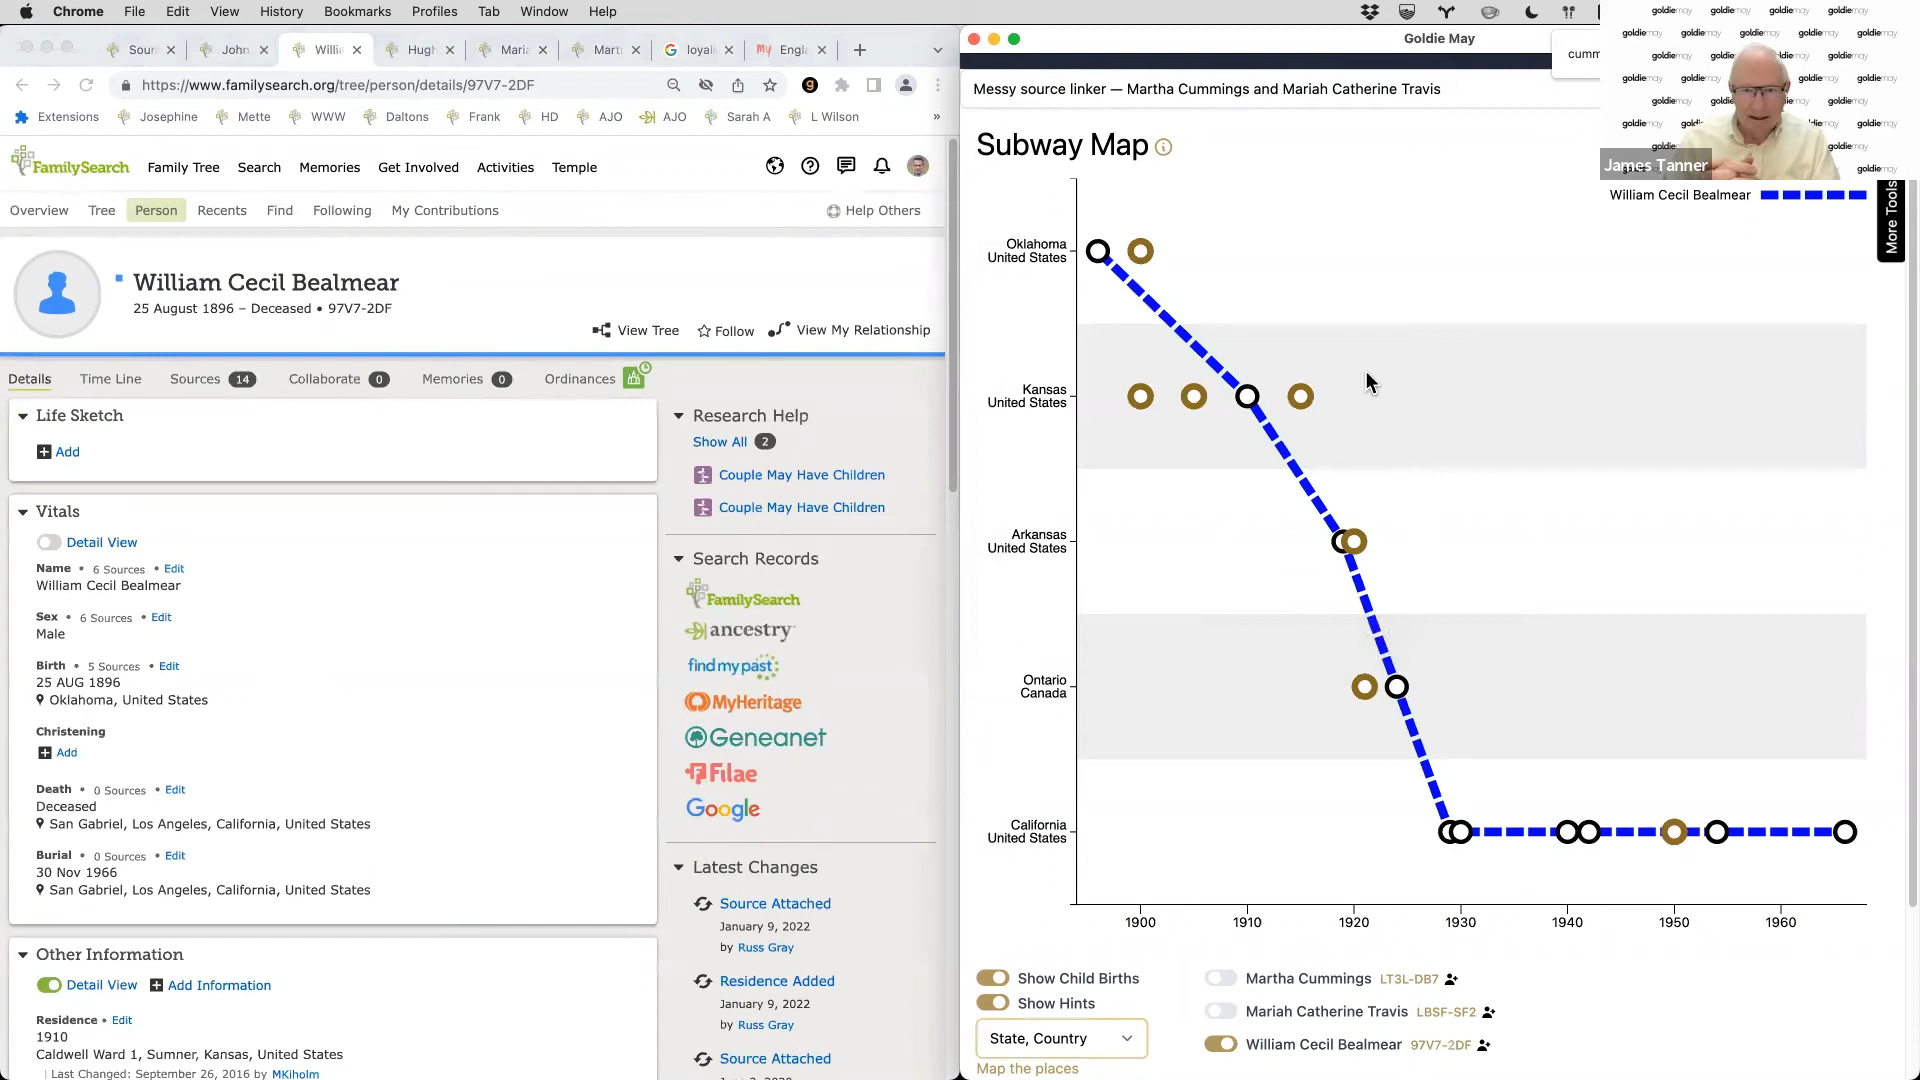 Chrome File Edit View History Bookmarks Profiles Tab Window Help
Sour John Willi Hugh Maria Marti loyali Engla
https://www.familysearch.org/tree/person/details/97V7-2DF
Extensions Josephine Mette WWW Daltons Frank HD AJO AJO Sarah A L Wilson »
FamilySearch Family Tree Search Memories Get Involved Activities Temple
Overview Tree Person Recents Find Following My Contributions Help Others
William Cecil Bealmear
25 August 1896 – Deceased • 97V7-2DF
View Tree Follow View My Relationship
Details Time Line Sources 14 Collaborate 0 Memories 0 Ordinances
Life Sketch
Add
Vitals
Detail View
Name • 6 Sources • Edit
William Cecil Bealmear
Sex • 6 Sources • Edit
Male
Birth • 5 Sources • Edit
25 AUG 1896
Oklahoma, United States
Christening
Add
Death • 0 Sources • Edit
Deceased
San Gabriel, Los Angeles, California, United States
Burial • 0 Sources • Edit
30 Nov 1966
San Gabriel, Los Angeles, California, United States
Other Information
Detail View Add Information
Residence • Edit
1910
Caldwell Ward 1, Sumner, Kansas, United States
Last Changed: September 26, 2016 by MKiholm
Research Help
Show All 2
Couple May Have Children
Couple May Have Children
Search Records
FamilySearch
ancestry
findmypast
MyHeritage
Geneanet
Filae
Google
Latest Changes
Source Attached
January 9, 2022
by Russ Gray
Residence Added
January 9, 2022
by Russ Gray
Source Attached
Goldie May
cumm
Messy source linker — Martha Cummings and Mariah Catherine Travis
Subway Map
James Tanner
More Tools
William Cecil Bealmear
Oklahoma
United States
Kansas
United States
Arkansas
United States
Ontario
Canada
California
United States
1900 1910 1920 1930 1940 1950 1960
Show Child Births
Show Hints
State, Country
Map the places
Martha Cummings LT3L-DB7
Mariah Catherine Travis LBSF-SF2
William Cecil Bealmear 97V7-2DF
goldiemay goldiemay goldiemay goldiemay